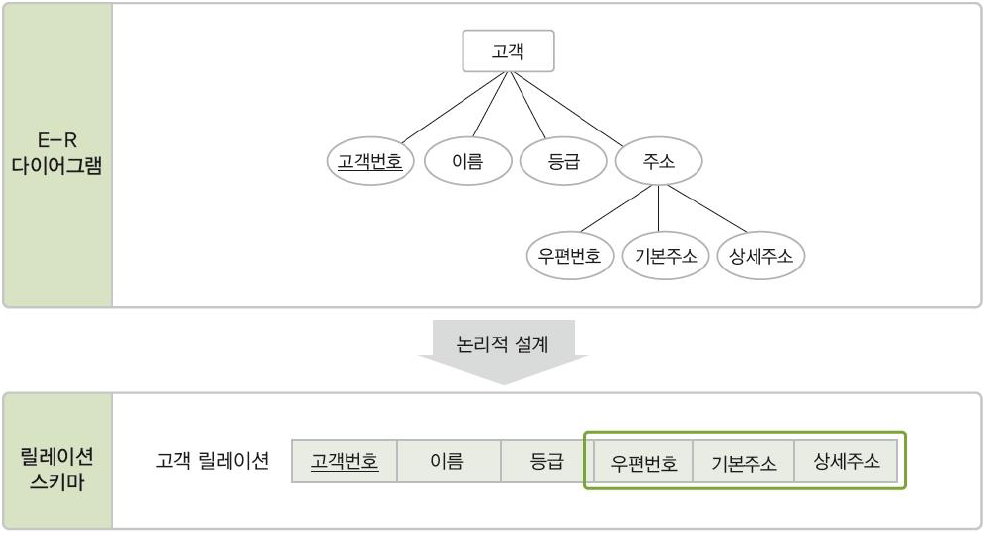 E-R
다이어그램
고객
고객번호 이름 등급 주소
우편번호 기본주소 상세주소
논리적 설계
릴레이션
스키마
고객 릴레이션 고객번호 이름 등급 우편번호 기본주소 상세주소